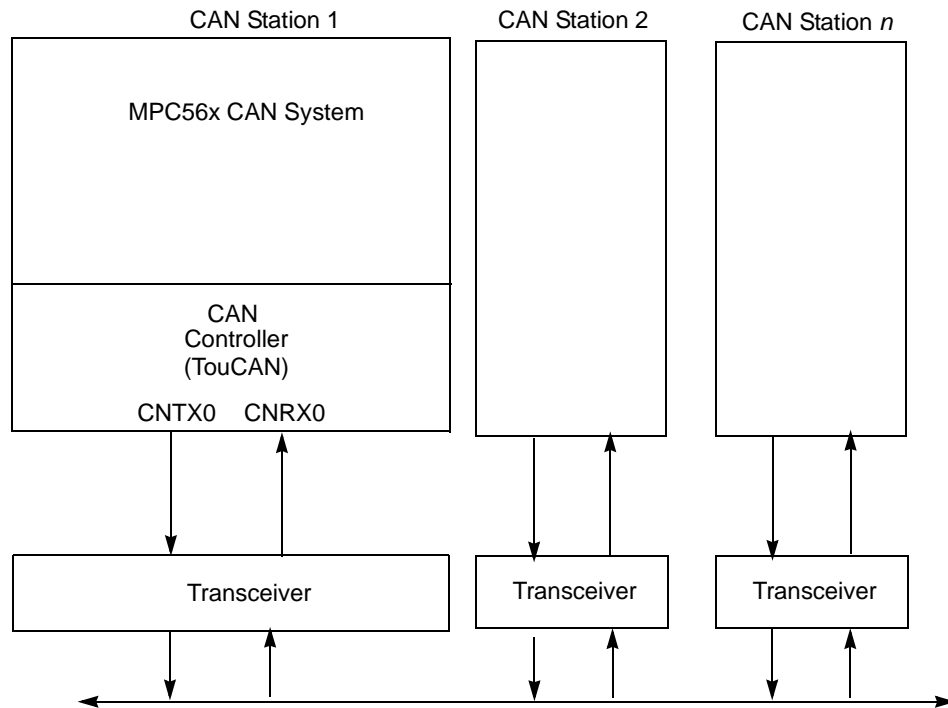 CAN Station 1
CAN Station 2
CAN Station n
MPC56x CAN System
CAN
Controller
(TouCAN)
CNTX0 CNRX0
Transceiver
Transceiver
Transceiver